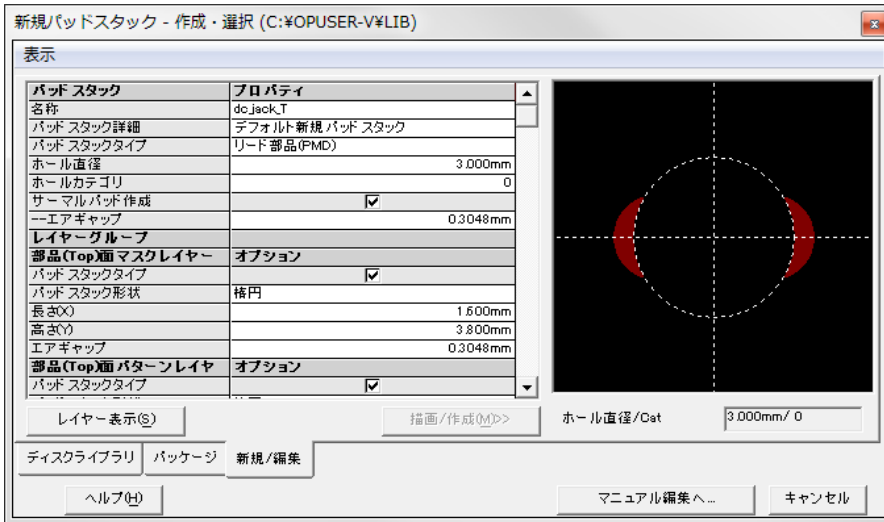 新規パッドスタック - 作成・選択 (C:¥OPUSER-V¥LIB)
表示
パッド スタック プロパティ
名称 dc_jack_T
パッド スタック詳細 デフォルト新規 パッド スタック
パッド スタックタイプ リード部品(PMD)
ホール直径 3.000mm
ホールカテゴリ 0
サーマルパッド作成
--エアギャップ 0.3048mm
レイヤーグループ
部品(Top)面マスクレイヤー オプション
パッド スタックタイプ
パッド スタック形状 楕円
長さ(X) 1.600mm
高さ(Y) 3.800mm
エアギャップ 0.3048mm
部品(Top)面 パターンレイヤ オプション
パッド スタックタイプ
レイヤー表示(S) 描画/作成(M)>> ホール直径/Cat 3.000mm/ 0
ディスクライブラリ パッケージ 新規/編集
ヘルプ(H) マニュアル編集へ... キャンセル